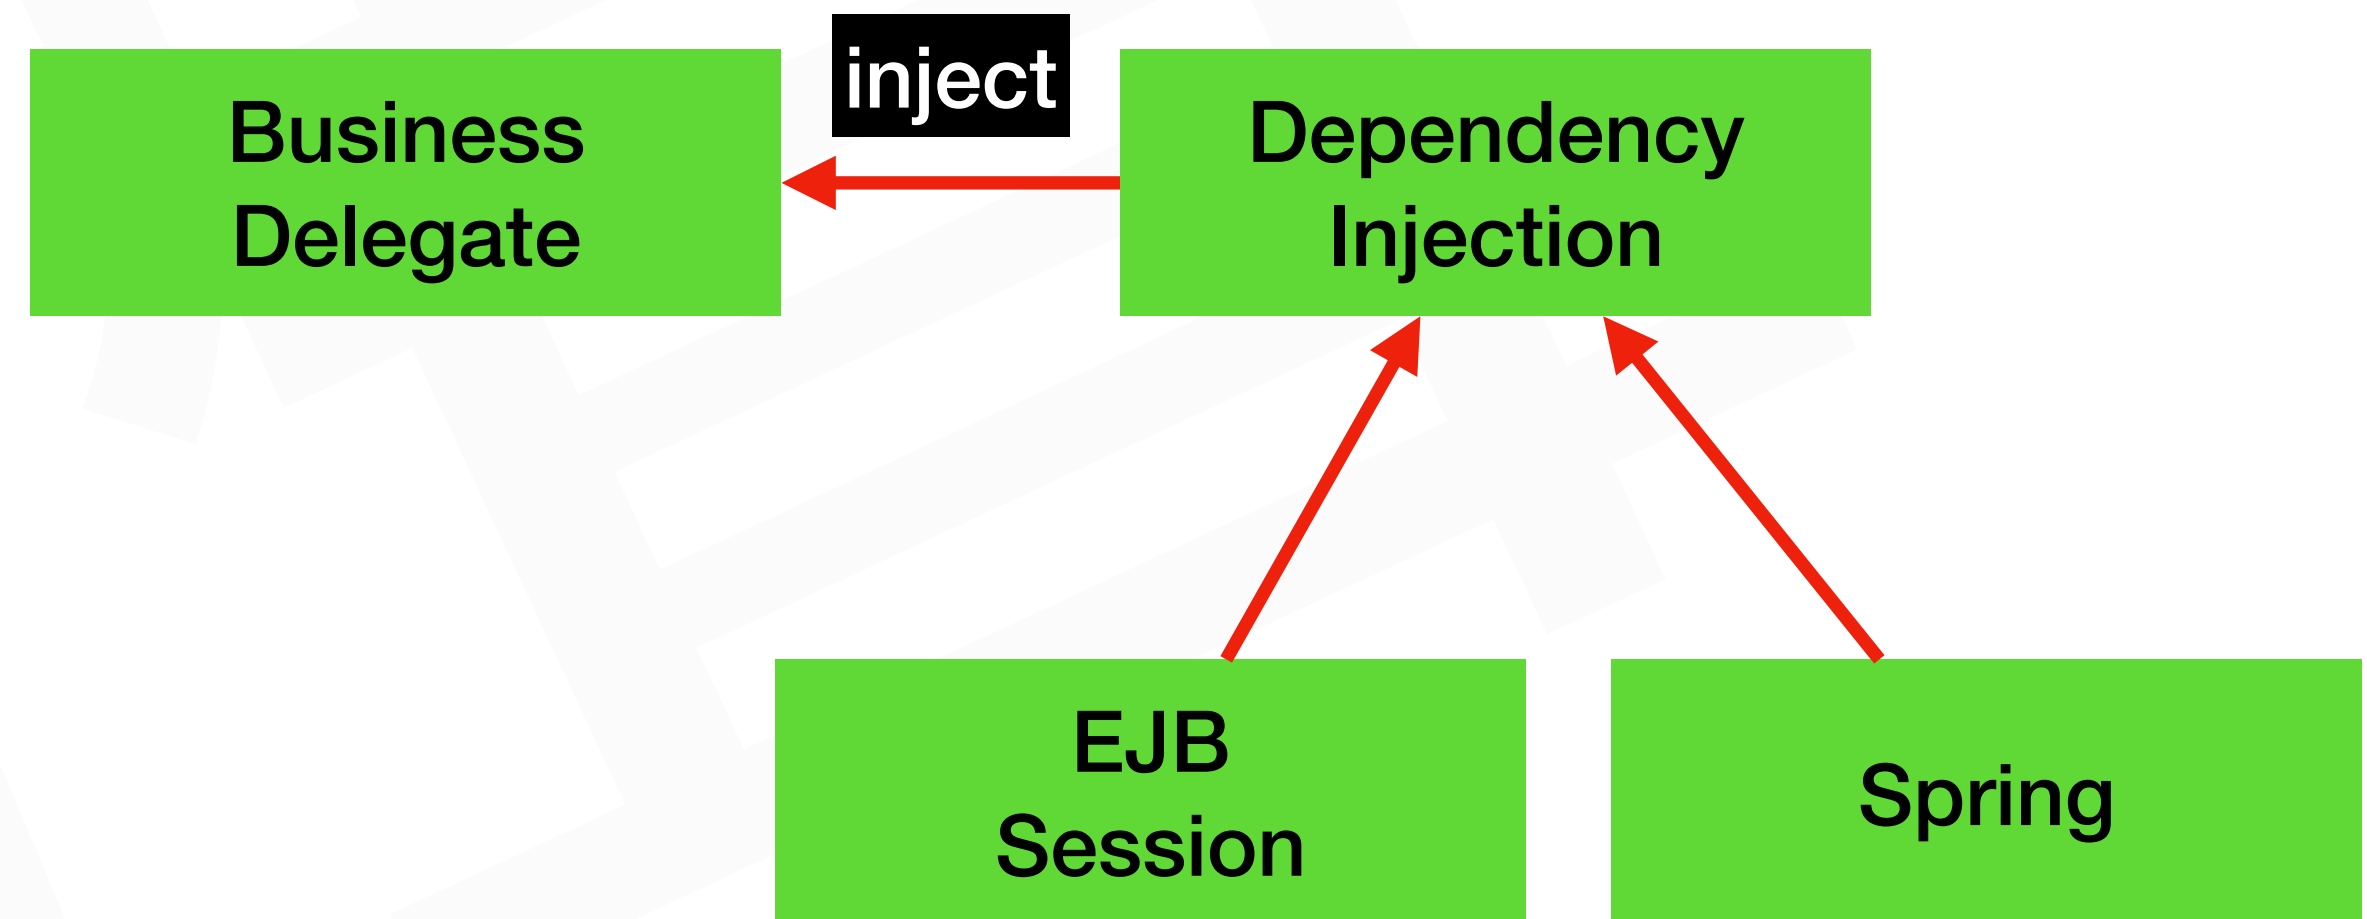 inject
Business
Delegate
Dependency
Injection
EJB
Session
Spring